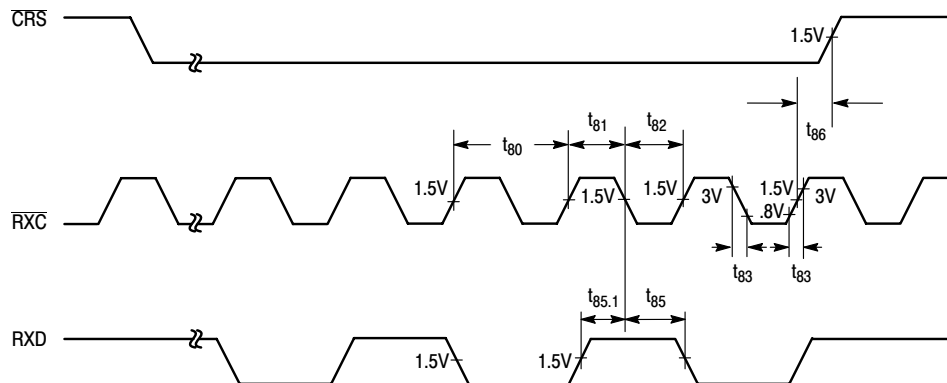 CRS
1.5V
t81 t82
t80
t86
1.5V 1.5V 1.5V 3V 1.5V 3V
.8V
RXC
t83 t83
t85.1 t85
RXD
1.5V 1.5V